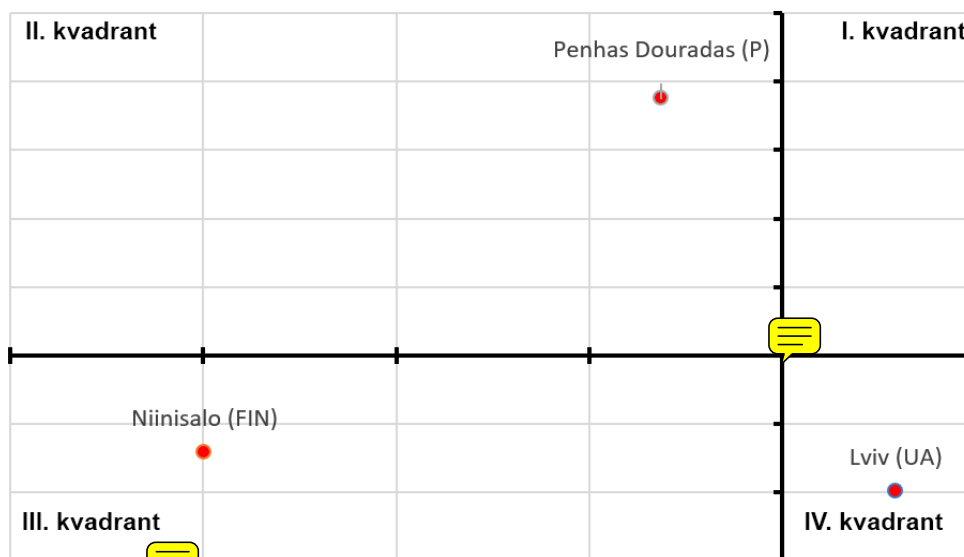 II. kvadrant
I. kvadrant
Penhas Douradas (P)
Niinisalo (FIN)
Lviv (UA)
III. kvadrant
IV. kvadrant